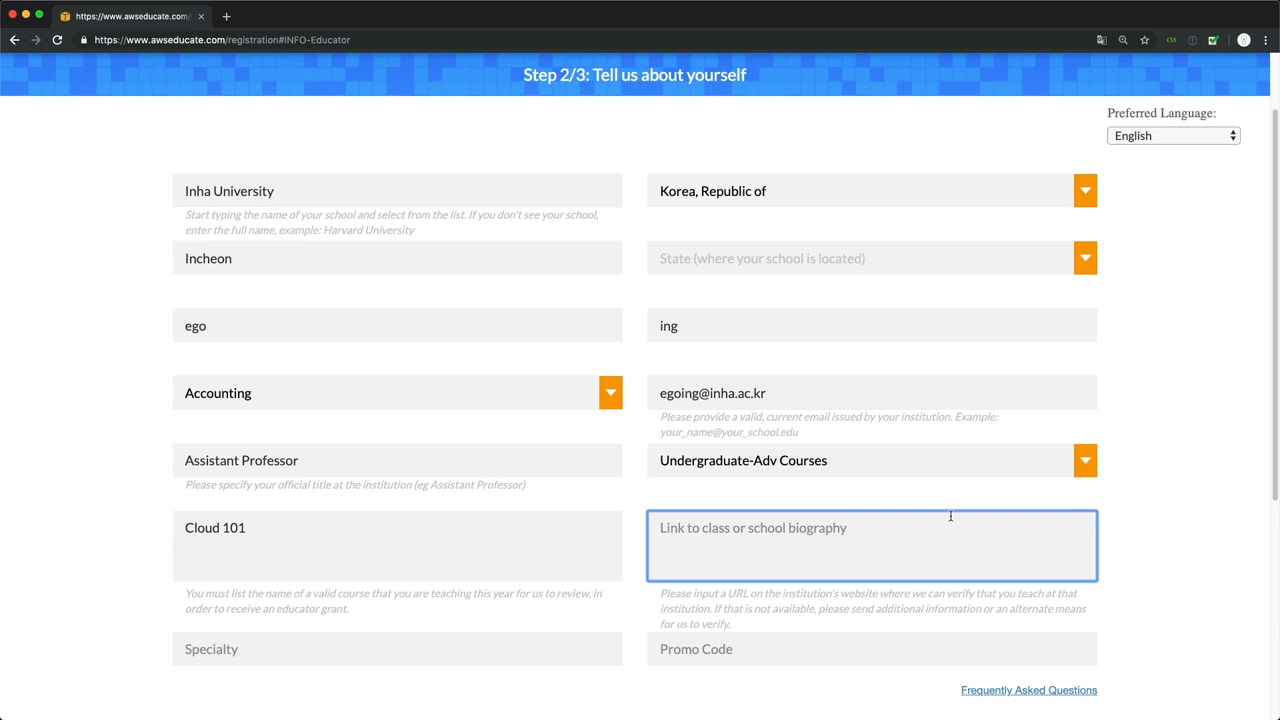 https://www.awseducate.com/
https://www.awseducate.com/registration#INFO-Educator
css
Step 2/3: Tell us about yourself
Preferred Language:
English
Inha University
Korea, Republic of
Start typing the name of your school and select from the list. If you don't see your school,
enter the full name, example: Harvard University
Incheon
State (where your school is located)
ego
ing
Accounting
egoing@inha.ac.kr
Please provide a valid, current email issued by your institution. Example:
your_name@your_school.edu
Assistant Professor
Undergraduate-Adv Courses
Please specify your official title at the institution (eg Assistant Professor)
Cloud 101
Link to class or school biography
You must list the name of a valid course that you are teaching this year for us to review, in
order to receive an educator grant.
Please input a URL on the institution's website where we can verify that you teach at that
institution. If that is not available, please send additional information or an alternate means
for us to verify.
Specialty
Promo Code
Frequently Asked Questions